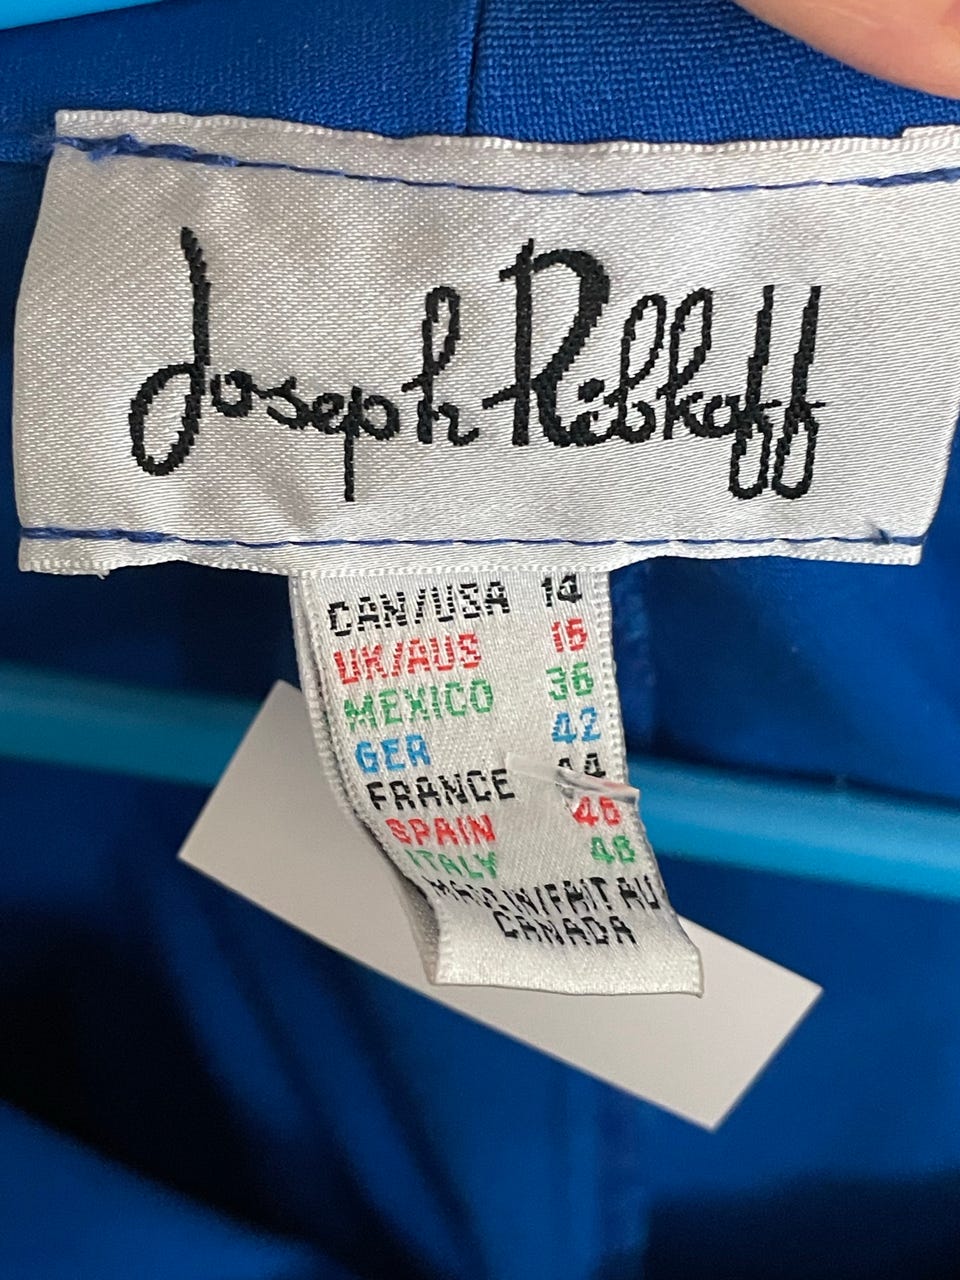 Joseph Ribkoff
CAN/USA 14
UK/AUS 16
MEXICO 36
GER 42
FRANCE 44
SPAIN 46
ITALY 48
MADE IN/FAIT AU
CANADA